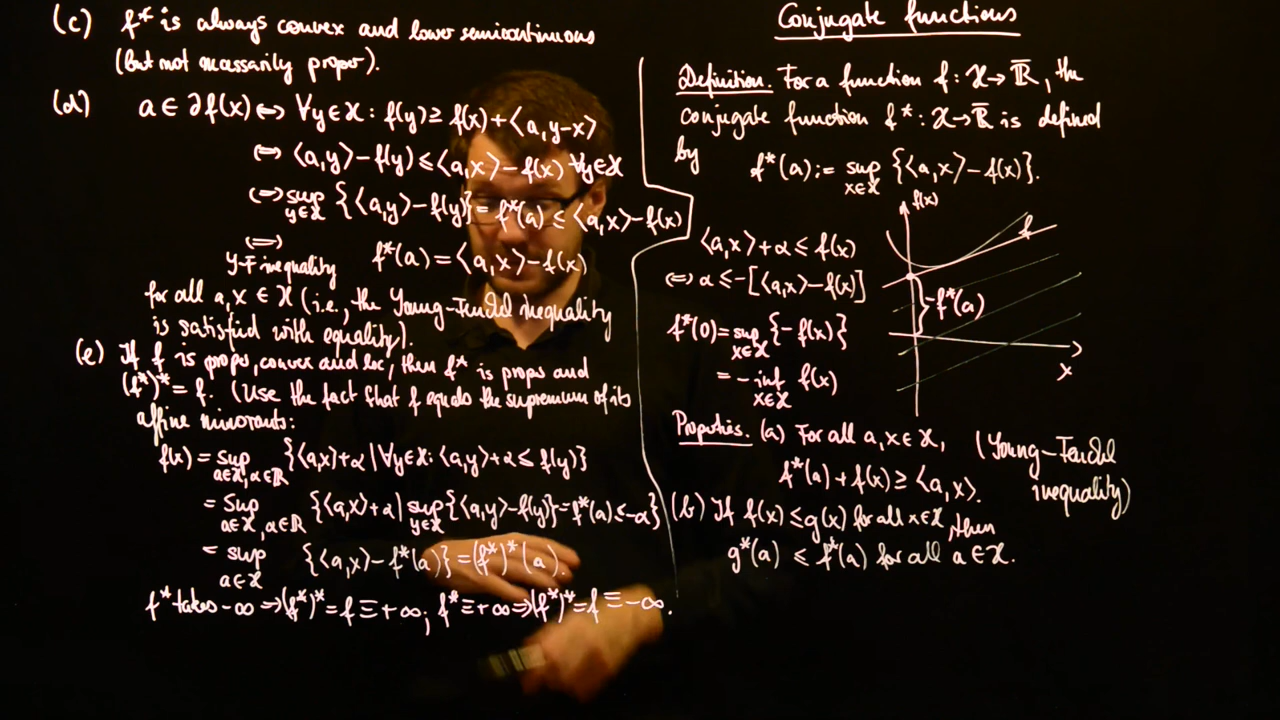 Conjugate functions
Definition. For a function f : X → R̅, the
conjugate function f* : X → R̅ is defined
by f*(a) := sup_{x∈X} {⟨a,x⟩ − f(x)}.
f(x)
f
⟨a,x⟩ + α ≤ f(x)
⟺ α ≤ −[⟨a,x⟩ − f(x)]
−f*(a)
f*(0) = sup_{x∈X} {−f(x)}
= −inf_{x∈X} f(x)
x
Properties. (a) For all a, x ∈ X, (Young–Fenchel
f*(a) + f(x) ≥ ⟨a,x⟩. inequality)
(b) If f(x) ≤ g(x) for all x∈X, then
g*(a) ≤ f*(a) for all a ∈ X.
(c) f* is always convex and lower semicontinuous
(but not necessarily proper).
(d) a ∈ ∂f(x) ⟺ ∀y∈X : f(y) ≥ f(x) + ⟨a, y−x⟩
⟺ ⟨a,y⟩ − f(y) ≤ ⟨a,x⟩ − f(x) ∀y∈X
⟺ sup_{y∈X} {⟨a,y⟩ − f(y)} = f*(a) ≤ ⟨a,x⟩ − f(x)
⟺ f*(a) = ⟨a,x⟩ − f(x)
Y-F inequality
for all a, x ∈ X (i.e., the Young–Fenchel inequality
is satisfied with equality).
(e) If f is proper, convex and lsc, then f* is proper and
(f*)* = f. (Use the fact that f equals the supremum of its
affine minorants:
f(x) = sup_{a∈X, α∈R} {⟨a,x⟩ + α | ∀y∈X : ⟨a,y⟩ + α ≤ f(y)}
= sup_{a∈X, α∈R} {⟨a,x⟩ + α | sup_{y∈X} {⟨a,y⟩ − f(y)} = f*(a) ≤ −α}
= sup_{a∈X} {⟨a,x⟩ − f*(a)} = (f*)*(a).
f* takes −∞ ⟹ (f*)* = f ≡ +∞; f* ≡ +∞ ⟹ (f*)* = f ≡ −∞.